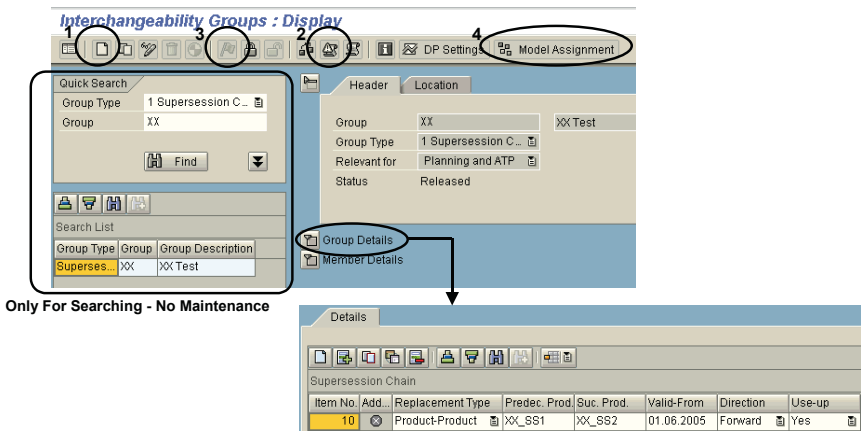 Interchangeability Groups : Display
1 3 2 4
DP Settings Model Assignment
Quick Search
Group Type 1 Supersession C...
Group XX
Find
Header Location
Group XX XX Test
Group Type 1 Supersession C...
Relevant for Planning and ATP
Status Released
Search List
Group Type Group Group Description
Superses... XX XX Test
Group Details
Member Details
Only For Searching - No Maintenance
Details
Supersession Chain
Item No. Add... Replacement Type Predec. Prod. Suc. Prod. Valid-From Direction Use-up
10 Product-Product XX_SS1 XX_SS2 01.06.2005 Forward Yes